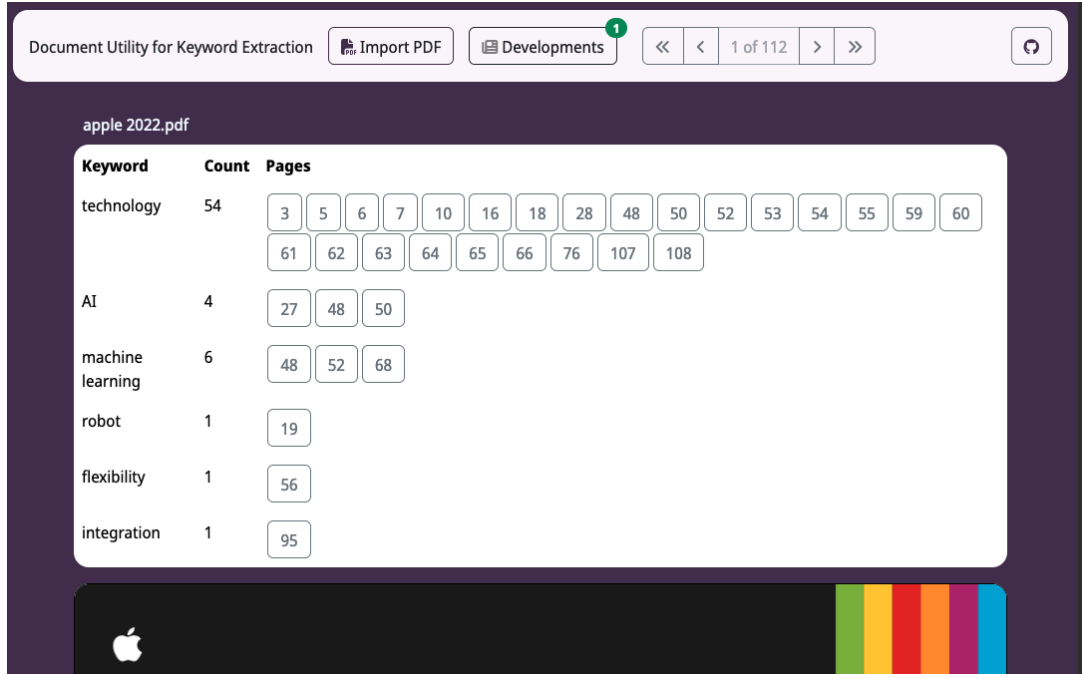 Document Utility for Keyword Extraction Import PDF Developments 1 « < 1 of 112 > »
apple 2022.pdf
Keyword Count Pages
technology 54 3 5 6 7 10 16 18 28 48 50 52 53 54 55 59 60
61 62 63 64 65 66 76 107 108
AI 4 27 48 50
machine 6 48 52 68
learning
robot 1 19
flexibility 1 56
integration 1 95